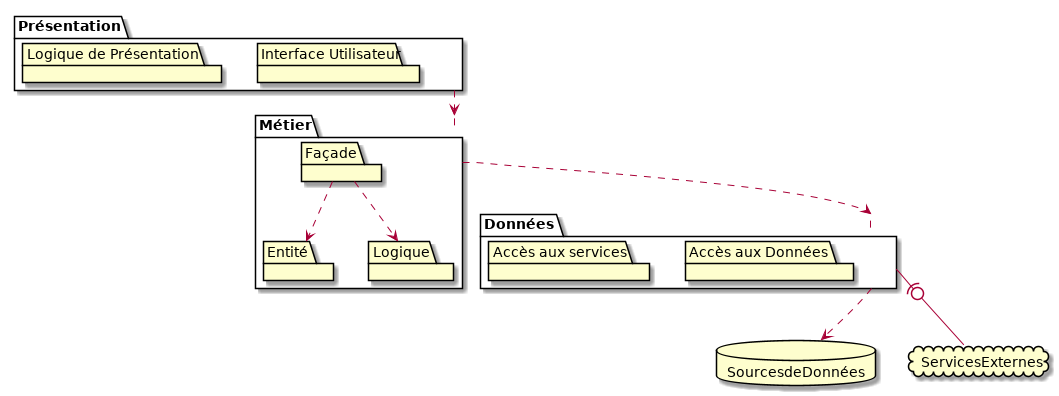 Présentation
Logique de Présentation
Interface Utilisateur
Métier
Façade
Entité
Logique
Données
Accès aux services
Accès aux Données
SourcesdeDonnées
ServicesExternes